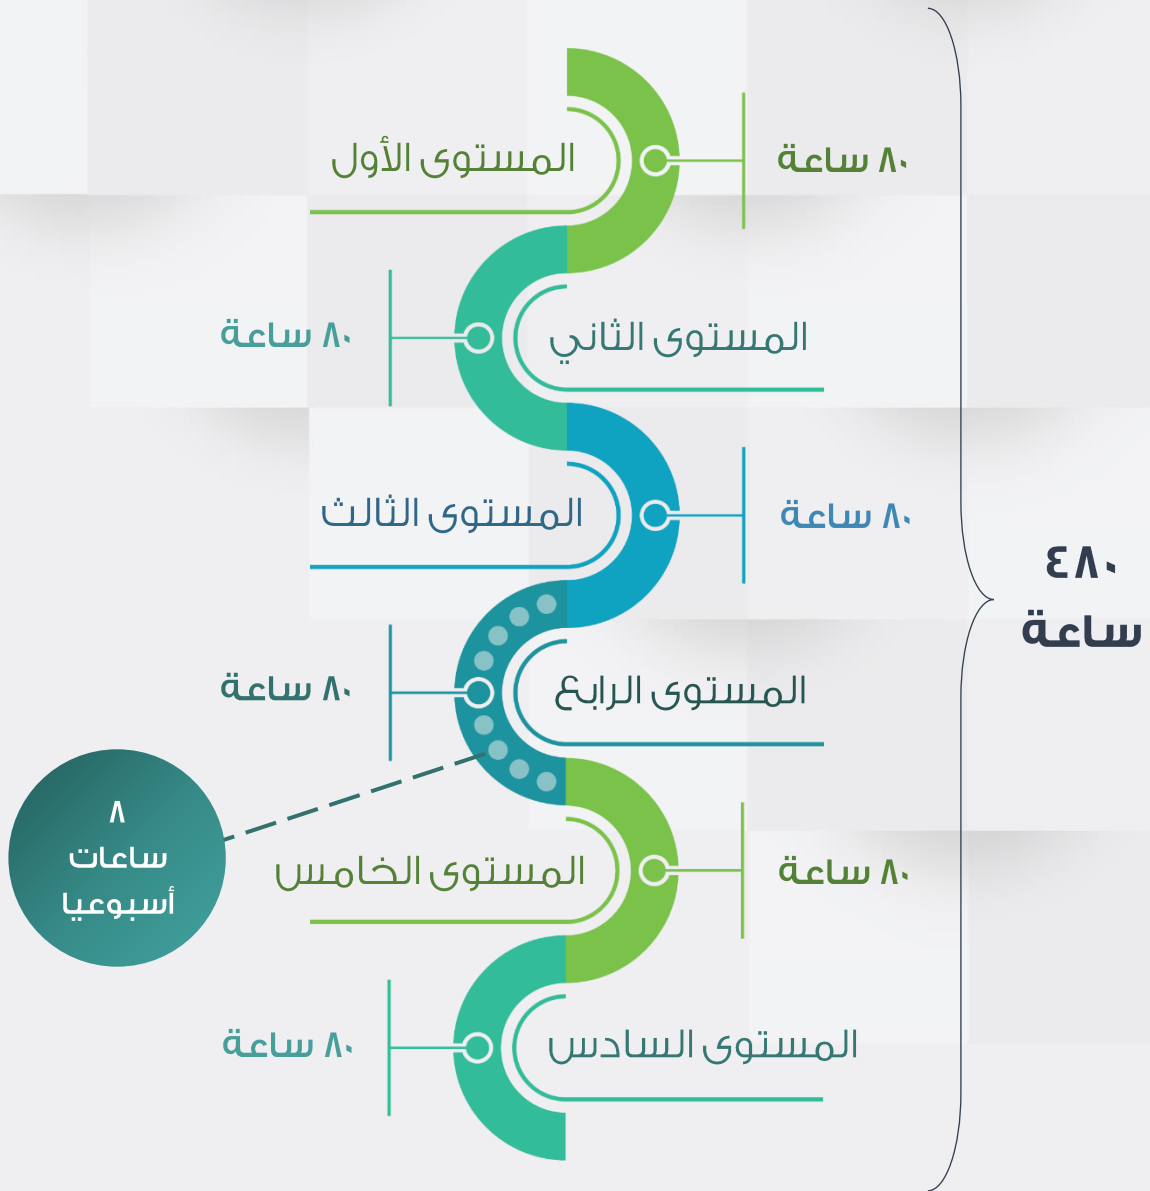 المستوى الأول
٨٠ ساعة
المستوى الثاني
٨٠ ساعة
المستوى الثالث
٨٠ ساعة
٤٨٠
ساعة
المستوى الرابع
٨٠ ساعة
٨
ساعات
أسبوعيا
المستوى الخامس
٨٠ ساعة
المستوى السادس
٨٠ ساعة